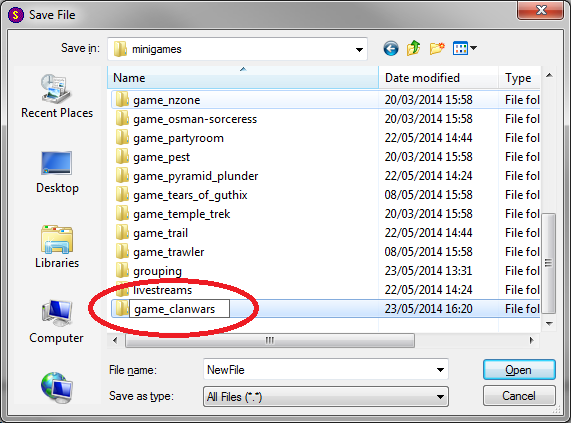 Save File
Save in: minigames
Name Date modified Type
game_nzone 20/03/2014 15:58 File fol
game_osman-sorceress 20/03/2014 15:58 File fol
game_partyroom 22/05/2014 14:44 File fol
game_pest 20/03/2014 15:58 File fol
game_pyramid_plunder 22/05/2014 14:24 File fol
game_tears_of_guthix 08/05/2014 15:58 File fol
game_temple_trek 20/03/2014 15:58 File fol
game_trail 22/05/2014 14:44 File fol
game_trawler 08/05/2014 15:58 File fol
grouping 23/05/2014 13:31 File fol
livestreams 22/05/2014 14:24 File fol
game_clanwars 23/05/2014 16:20 File fol
Recent Places
Desktop
Libraries
Computer
File name: NewFile Open
Save as type: All Files (*.*) Cancel